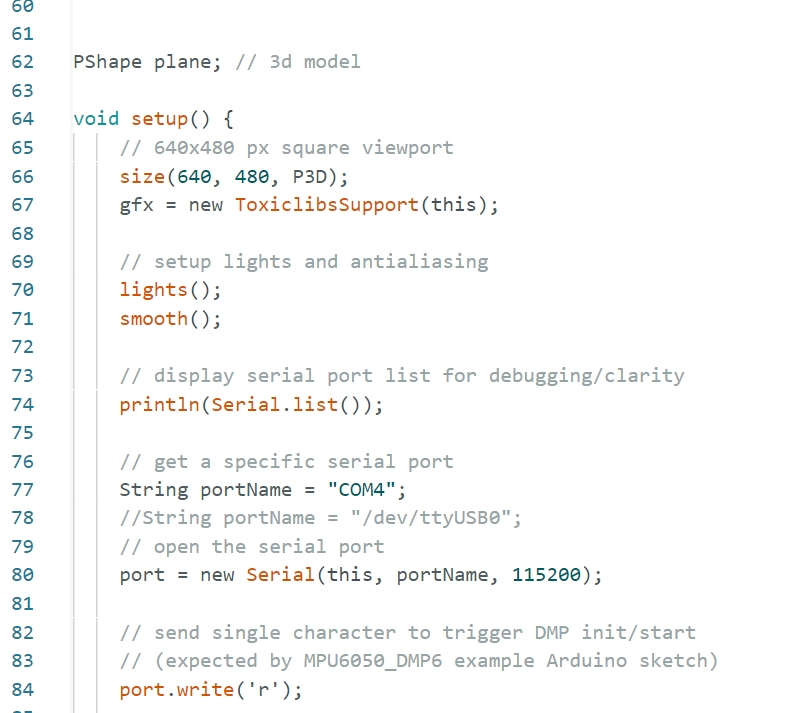 60
61
62 PShape plane; // 3d model
63
64 void setup() {
65 // 640x480 px square viewport
66 size(640, 480, P3D);
67 gfx = new ToxiclibsSupport(this);
68
69 // setup lights and antialiasing
70 lights();
71 smooth();
72
73 // display serial port list for debugging/clarity
74 println(Serial.list());
75
76 // get a specific serial port
77 String portName = "COM4";
78 //String portName = "/dev/ttyUSB0";
79 // open the serial port
80 port = new Serial(this, portName, 115200);
81
82 // send single character to trigger DMP init/start
83 // (expected by MPU6050_DMP6 example Arduino sketch)
84 port.write('r');